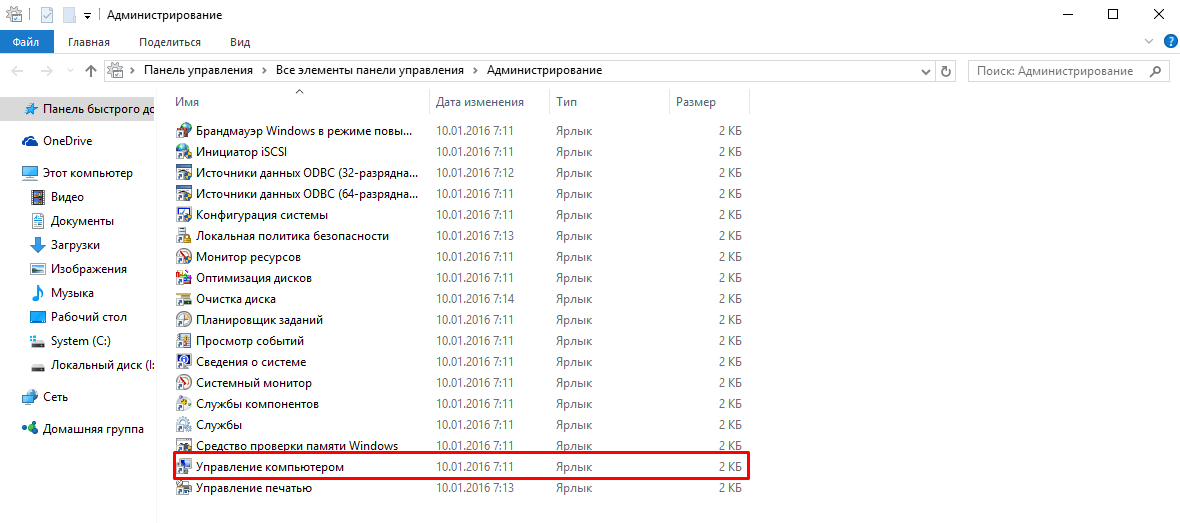 Администрирование
Файл Главная Поделиться Вид
Панель управления Все элементы панели управления Администрирование Поиск: Администрирование
Имя Дата изменения Тип Размер
Панель быстрого до
OneDrive
Этот компьютер
Видео
Документы
Загрузки
Изображения
Музыка
Рабочий стол
System (C:)
Локальный диск (I:
Сеть
Домашняя группа
Брандмауэр Windows в режиме повы... 10.01.2016 7:11 Ярлык 2 КБ
Инициатор iSCSI 10.01.2016 7:11 Ярлык 2 КБ
Источники данных ODBC (32-разрядна... 10.01.2016 7:12 Ярлык 2 КБ
Источники данных ODBC (64-разрядна... 10.01.2016 7:11 Ярлык 2 КБ
Конфигурация системы 10.01.2016 7:11 Ярлык 2 КБ
Локальная политика безопасности 10.01.2016 7:13 Ярлык 2 КБ
Монитор ресурсов 10.01.2016 7:11 Ярлык 2 КБ
Оптимизация дисков 10.01.2016 7:11 Ярлык 2 КБ
Очистка диска 10.01.2016 7:14 Ярлык 2 КБ
Планировщик заданий 10.01.2016 7:11 Ярлык 2 КБ
Просмотр событий 10.01.2016 7:11 Ярлык 2 КБ
Сведения о системе 10.01.2016 7:11 Ярлык 2 КБ
Системный монитор 10.01.2016 7:11 Ярлык 2 КБ
Службы компонентов 10.01.2016 7:11 Ярлык 2 КБ
Службы 10.01.2016 7:11 Ярлык 2 КБ
Средство проверки памяти Windows 10.01.2016 7:11 Ярлык 2 КБ
Управление компьютером 10.01.2016 7:11 Ярлык 2 КБ
Управление печатью 10.01.2016 7:13 Ярлык 2 КБ